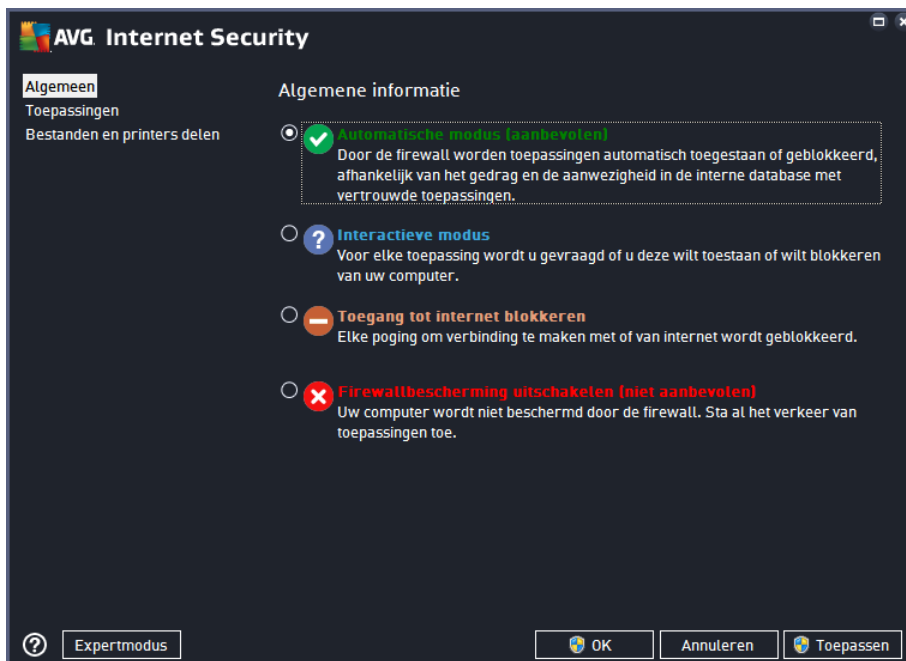 AVG Internet Security
Algemeen
Toepassingen
Bestanden en printers delen
Algemene informatie
Automatische modus (aanbevolen)
Door de firewall worden toepassingen automatisch toegestaan of geblokkeerd,
afhankelijk van het gedrag en de aanwezigheid in de interne database met
vertrouwde toepassingen.
Interactieve modus
Voor elke toepassing wordt u gevraagd of u deze wilt toestaan of wilt blokkeren
van uw computer.
Toegang tot internet blokkeren
Elke poging om verbinding te maken met of van internet wordt geblokkeerd.
Firewallbescherming uitschakelen (niet aanbevolen)
Uw computer wordt niet beschermd door de firewall. Sta al het verkeer van
toepassingen toe.
Expertmodus
OK
Annuleren
Toepassen